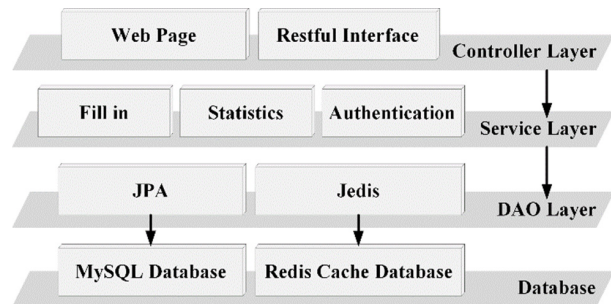 Web Page
Restful Interface
Controller Layer
Fill in
Statistics
Authentication
Service Layer
JPA
Jedis
DAO Layer
MySQL Database
Redis Cache Database
Database